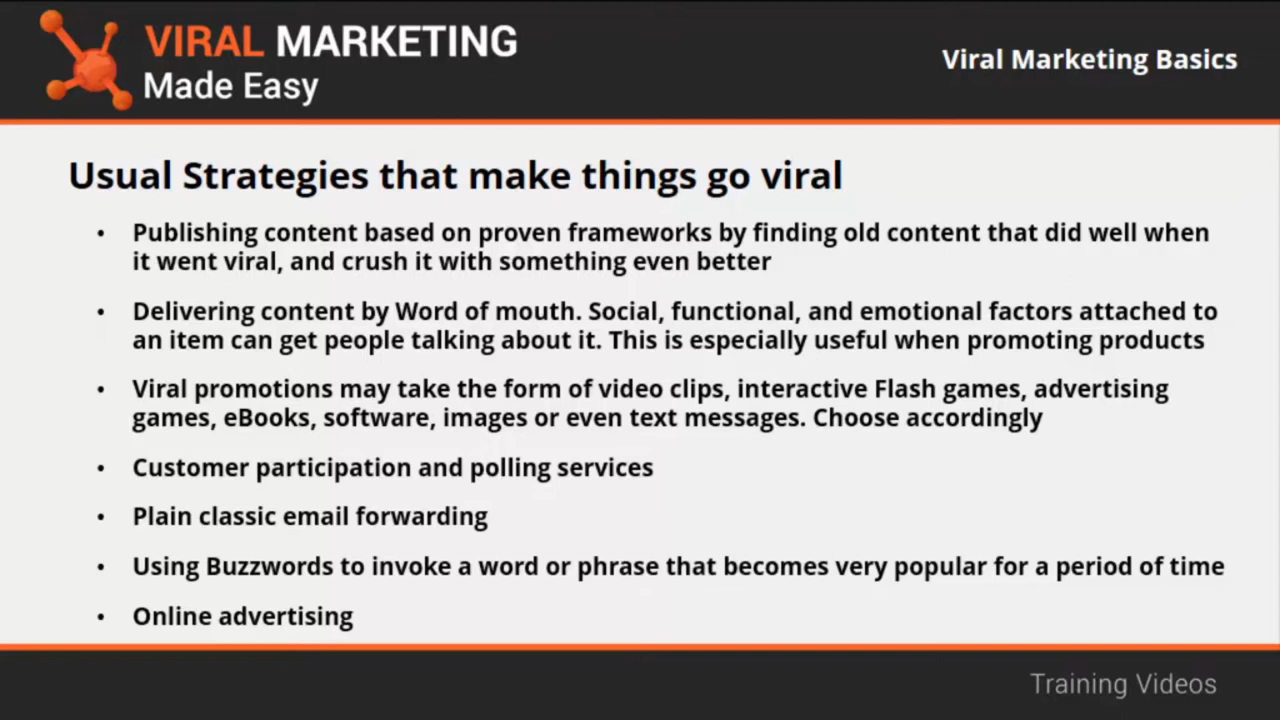 VIRAL MARKETING
Made Easy
Viral Marketing Basics
Usual Strategies that make things go viral
• Publishing content based on proven frameworks by finding old content that did well when
it went viral, and crush it with something even better
• Delivering content by Word of mouth. Social, functional, and emotional factors attached to
an item can get people talking about it. This is especially useful when promoting products
• Viral promotions may take the form of video clips, interactive Flash games, advertising
games, eBooks, software, images or even text messages. Choose accordingly
• Customer participation and polling services
• Plain classic email forwarding
• Using Buzzwords to invoke a word or phrase that becomes very popular for a period of time
• Online advertising
Training Videos